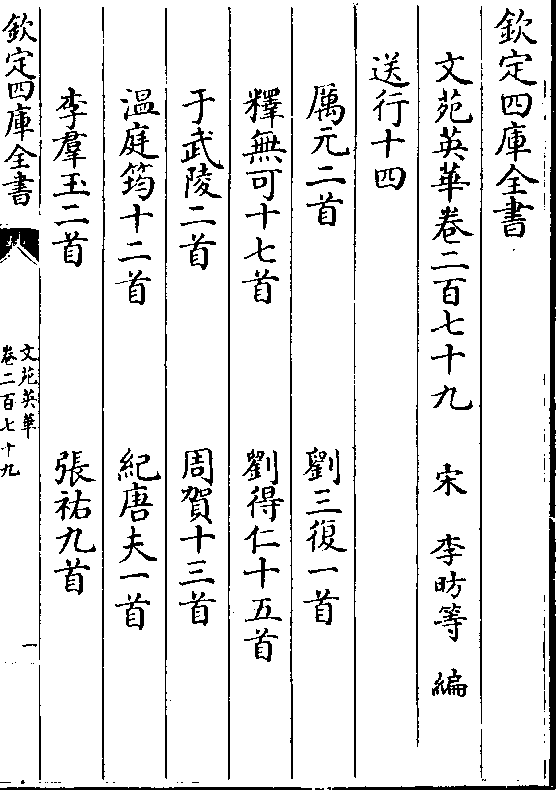 欽定四庫全書
文苑英華卷二百七十九 宋 李昉等 編
送行十四
厲元二首 劉三復一首
釋無可十七首 劉得仁十五首
于武陵二首 周賀十三首
温庭筠十二首 紀唐夫一首
李羣玉二首 張祐九首
欽定四庫全書
文苑英華
卷二百七十九
一